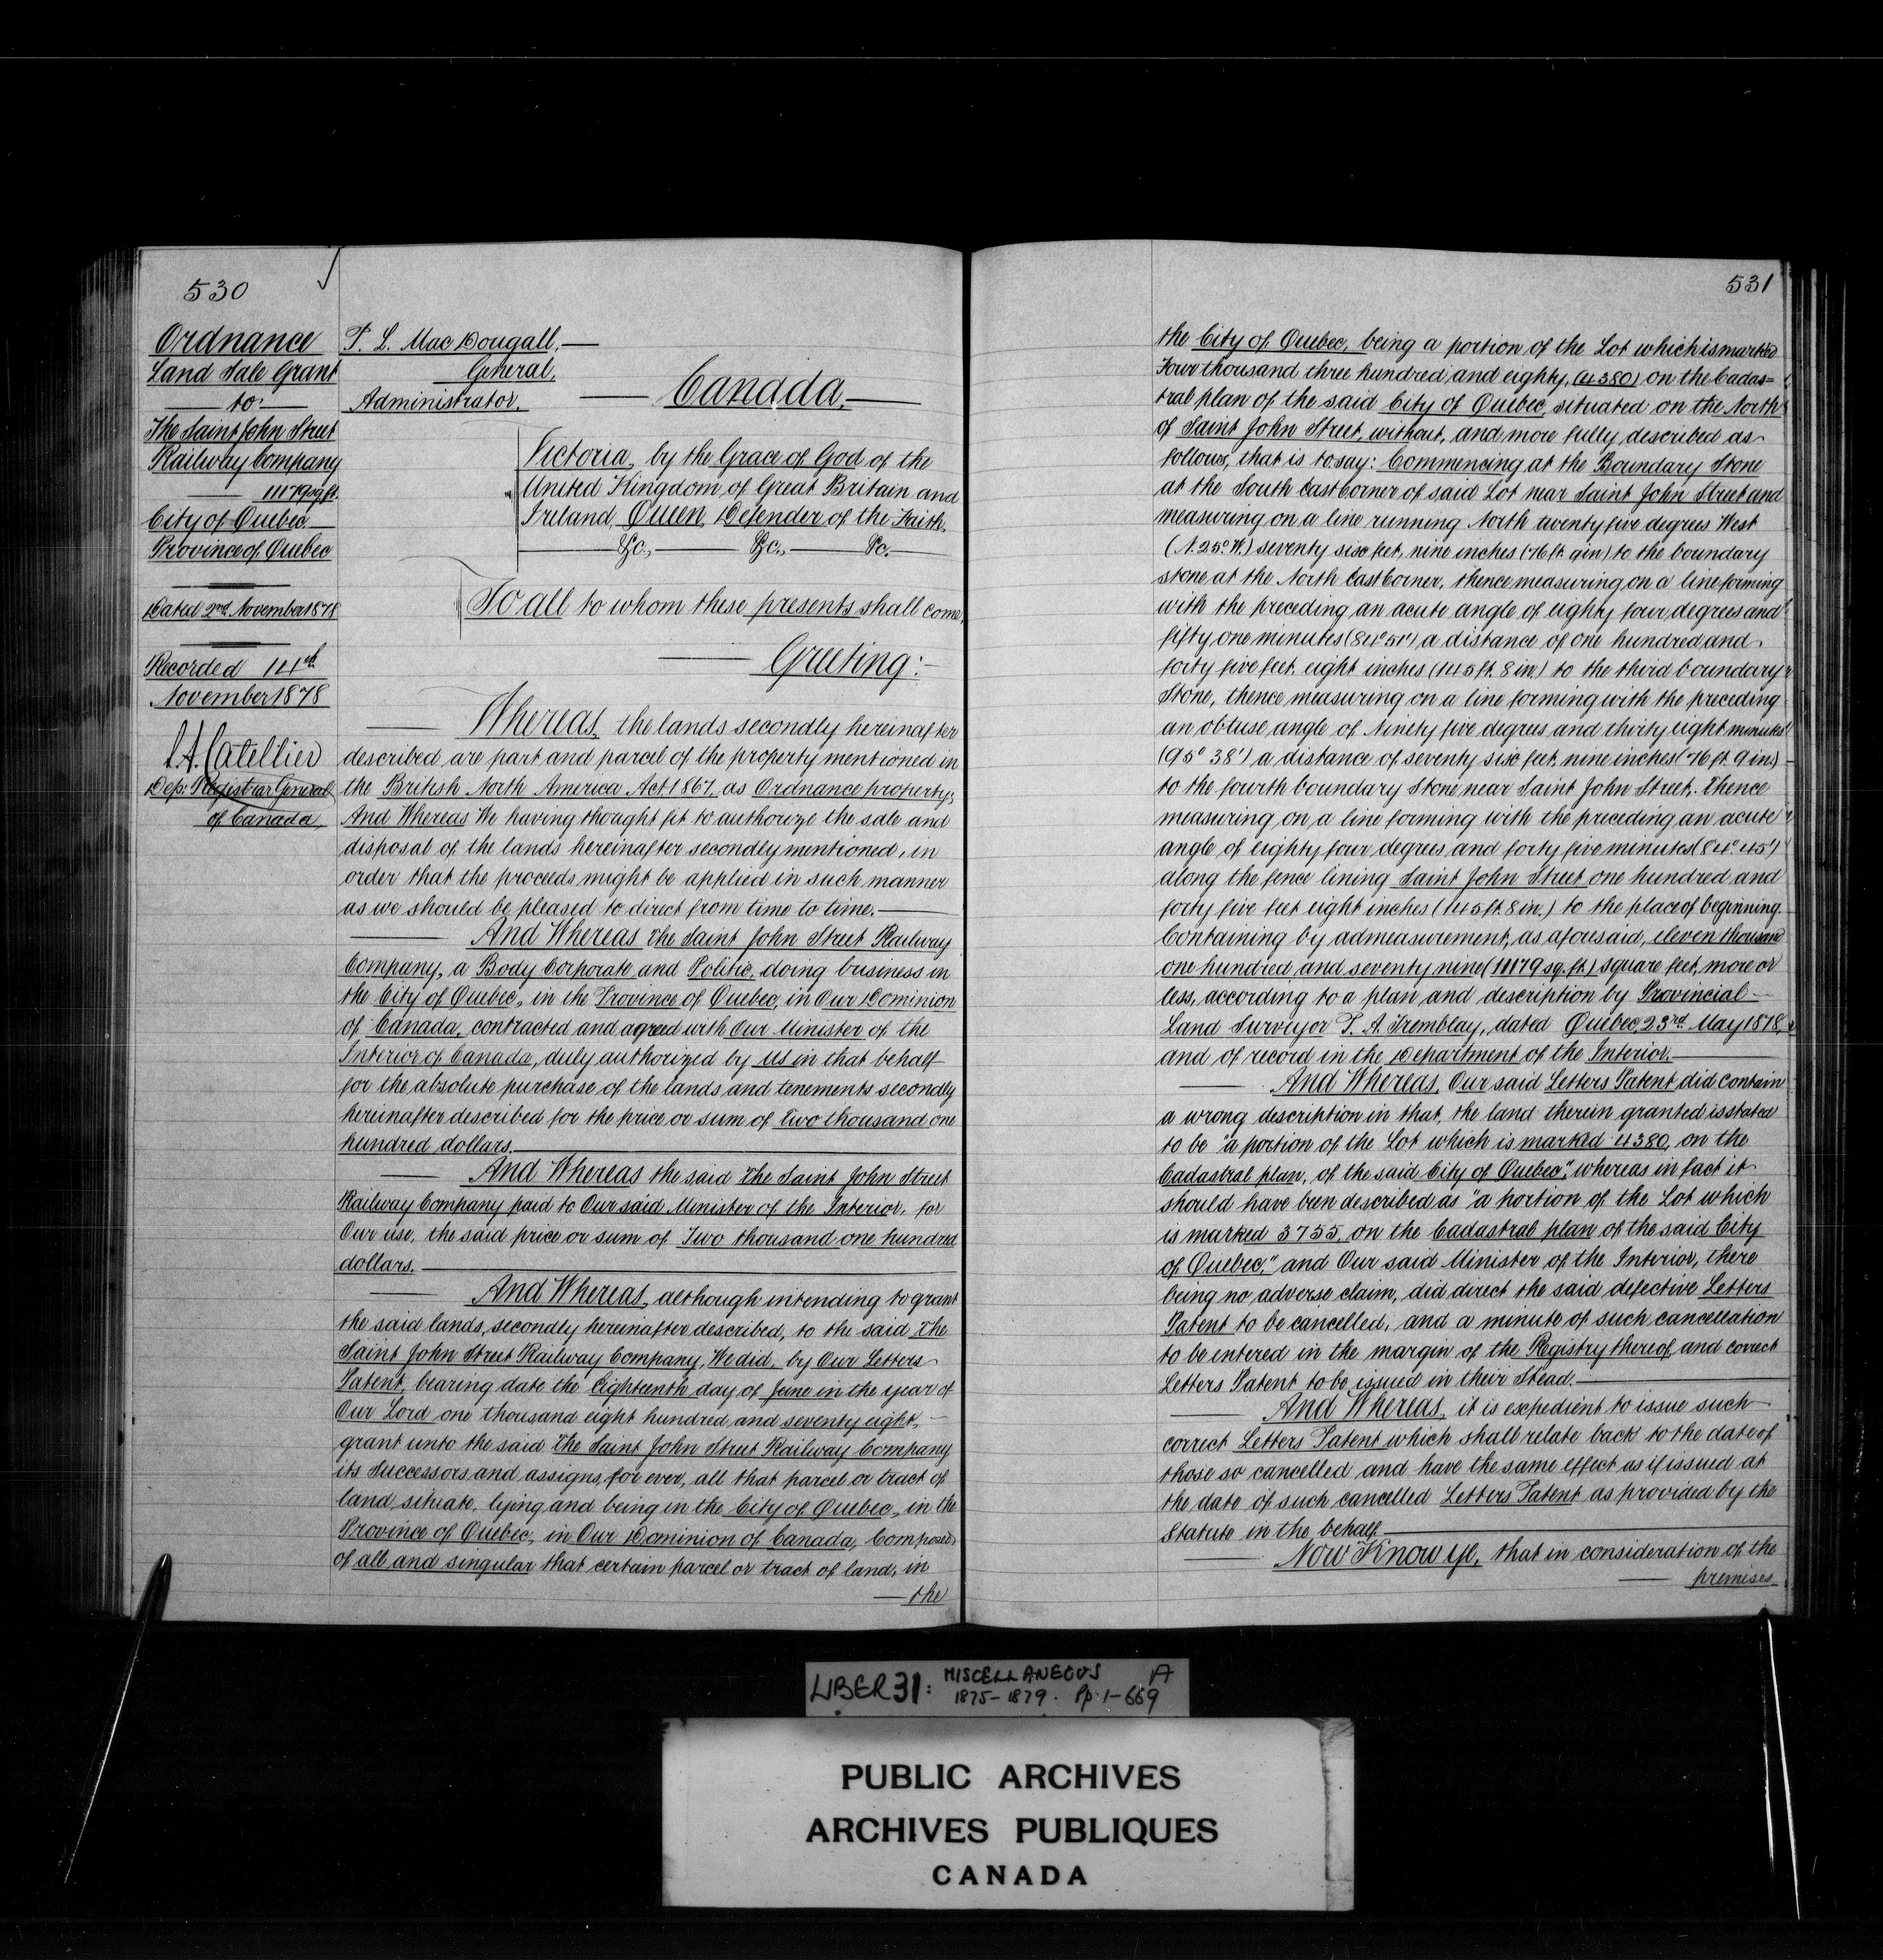 530
Ordnance
Land Sale Grant
to
The Saint John Street
Railway Company
11179 sq. ft.
City of Quebec
Province of Quebec
Dated 2nd November 1878
Recorded 14th
November 1878
L. A. Catellier
Dep: Registrar General
of Canada,
P. L. MacDougall,
General,
Administrator.
Canada.
Victoria, by the Grace of God of the
United Kingdom of Great Britain and
Ireland, Queen, Defender of the Faith,
&c., &c., &c.
To all to whom these presents shall come,
Greeting:
Whereas, the lands secondly hereinafter
described are part and parcel of the property mentioned in
the British North America Act 1867, as Ordnance property;
And Whereas We having thought fit to authorize the sale and
disposal of the lands hereinafter secondly mentioned, in
order that the proceeds might be applied in such manner
as we should be pleased to direct from time to time.
And Whereas The Saint John Street Railway
Company, a Body Corporate and Politic, doing business in
the City of Quebec, in the Province of Quebec, in Our Dominion
of Canada, contracted and agreed with Our Minister of the
Interior of Canada, duly authorized by us in that behalf
for the absolute purchase of the lands and tenements secondly
hereinafter described for the price or sum of two thousand one
hundred dollars.
And Whereas the said The Saint John Street
Railway Company paid to Our said Minister of the Interior, for
Our use, the said price or sum of Two thousand one hundred
dollars.
And Whereas, although intending to grant
the said lands, secondly hereinafter described, to the said The
Saint John Street Railway Company, We did, by Our Letters
Patent, bearing date the Eighteenth day of June in the year of
Our Lord one thousand eight hundred and seventy eight,
grant unto the said The Saint John Street Railway Company
its Successors and assigns, for ever, all that parcel or tract of
land, situate, lying and being in the City of Quebec, in the
Province of Quebec, in Our Dominion of Canada, Composed
of all and singular that certain parcel or tract of land, in
the
531
the City of Quebec, being a portion of the Lot which is marked
Four thousand three hundred and eighty, (4380) on the Cadas=
tral plan of the said City of Quebec, situated on the North
of Saint John Street, without, and more fully described as
follows, that is to say: Commencing at the Boundary Stone
at the South East Corner of said Lot near Saint John Street and
measuring on a line running North twenty five degrees West
(N. 25° W.) seventy six feet, nine inches (76 ft. 9 in) to the boundary
stone at the North East Corner, thence measuring on a line forming
with the preceding an acute angle of eighty four degrees and
fifty one minutes (84° 51') a distance of one hundred and
forty five feet, eight inches (145 ft. 8 in.) to the third boundary
Stone, thence measuring on a line forming with the preceding
an obtuse angle of Ninety five degrees and thirty eight minutes
(95° 38') a distance of seventy six feet, nine inches (76 ft. 9 in)
to the fourth boundary Stone near Saint John Street. Thence
measuring on a line forming with the preceding an acute
angle of eighty four degrees, and forty five minutes (84° 45')
along the fence lining Saint John Street one hundred and
forty five feet eight inches (145 ft. 8 in.) to the place of beginning.
Containing by admeasurement, as aforesaid, eleven thousand
one hundred and seventy nine (11179 sq. ft.) square feet, more or
less, according to a plan and description by Provincial
Land Surveyor T. A. Tremblay, dated Quebec, 23rd May 1878,
and of record in the Department of the Interior.
And Whereas, Our said Letters Patent did contain
a wrong description in that, the land therein granted is stated
to be "a portion of the Lot which is marked 4380, on the
Cadastral plan, of the said City of Quebec", whereas in fact it
should have been described as "a portion of the Lot which
is marked 3755, on the Cadastral plan of the said City
of Quebec," and Our said Minister of the Interior, there
being no adverse claim, did direct the said defective Letters
Patent to be cancelled, and a minute of such cancellation
to be entered in the margin of the Registry thereof, and correct
Letters Patent to be issued in their Stead.
And Whereas, it is expedient to issue such
correct Letters Patent which shall relate back to the date of
those so cancelled and have the same effect as if issued at
the date of such cancelled Letters Patent as provided by the
Statute in the behalf.
Now Know ye, that in consideration of the
premises
LIBER 31: MISCELLANEOUS A
1875-1879. Pp. 1-669
PUBLIC ARCHIVES
ARCHIVES PUBLIQUES
CANADA